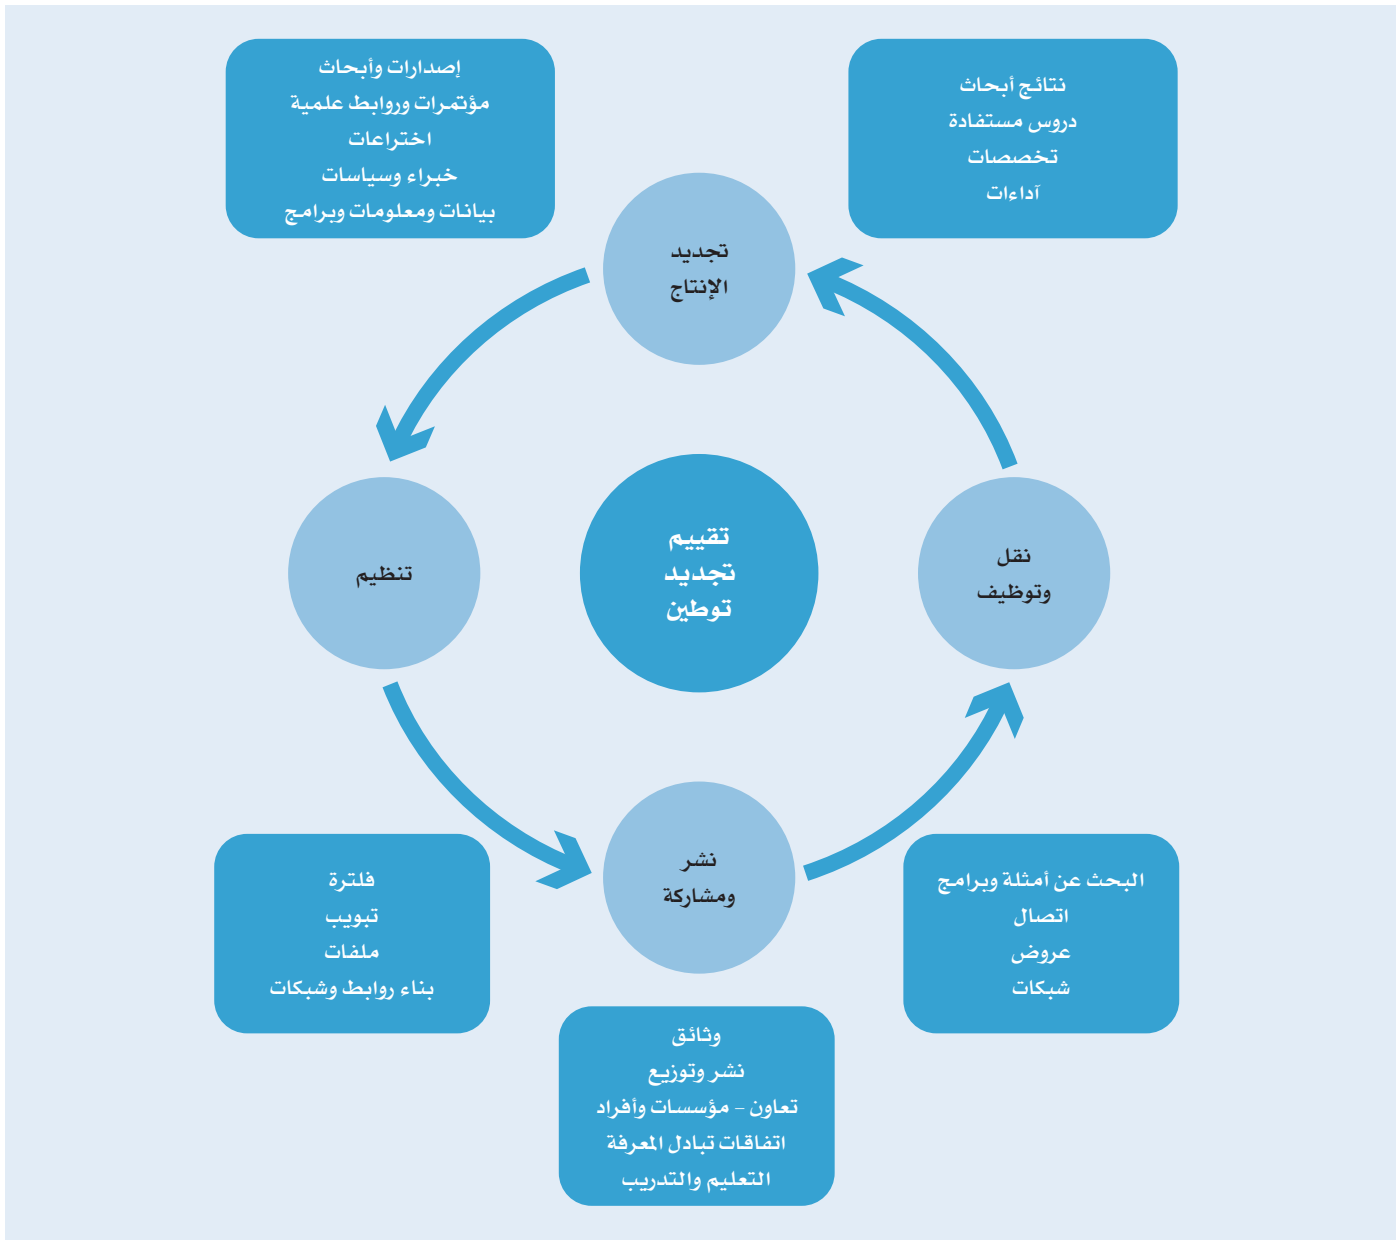 نتائج أبحاث
دروس مستفادة
تخصصات
آداءات
إصدارات وأبحاث
مؤتمرات وروابط علمية
اختراعات
خبراء وسياسات
بيانات ومعلومات وبرامج
تجديد
الإنتاج
نقل
وتوظيف
تقييم
تجديد
توطين
تنظيم
نشر
ومشاركة
البحث عن أمثلة وبرامج
اتصال
عروض
شبكات
فلترة
تبويب
ملفات
بناء روابط وشبكات
وثائق
نشر وتوزيع
تعاون – مؤسسات وأفراد
اتفاقات تبادل المعرفة
التعليم والتدريب